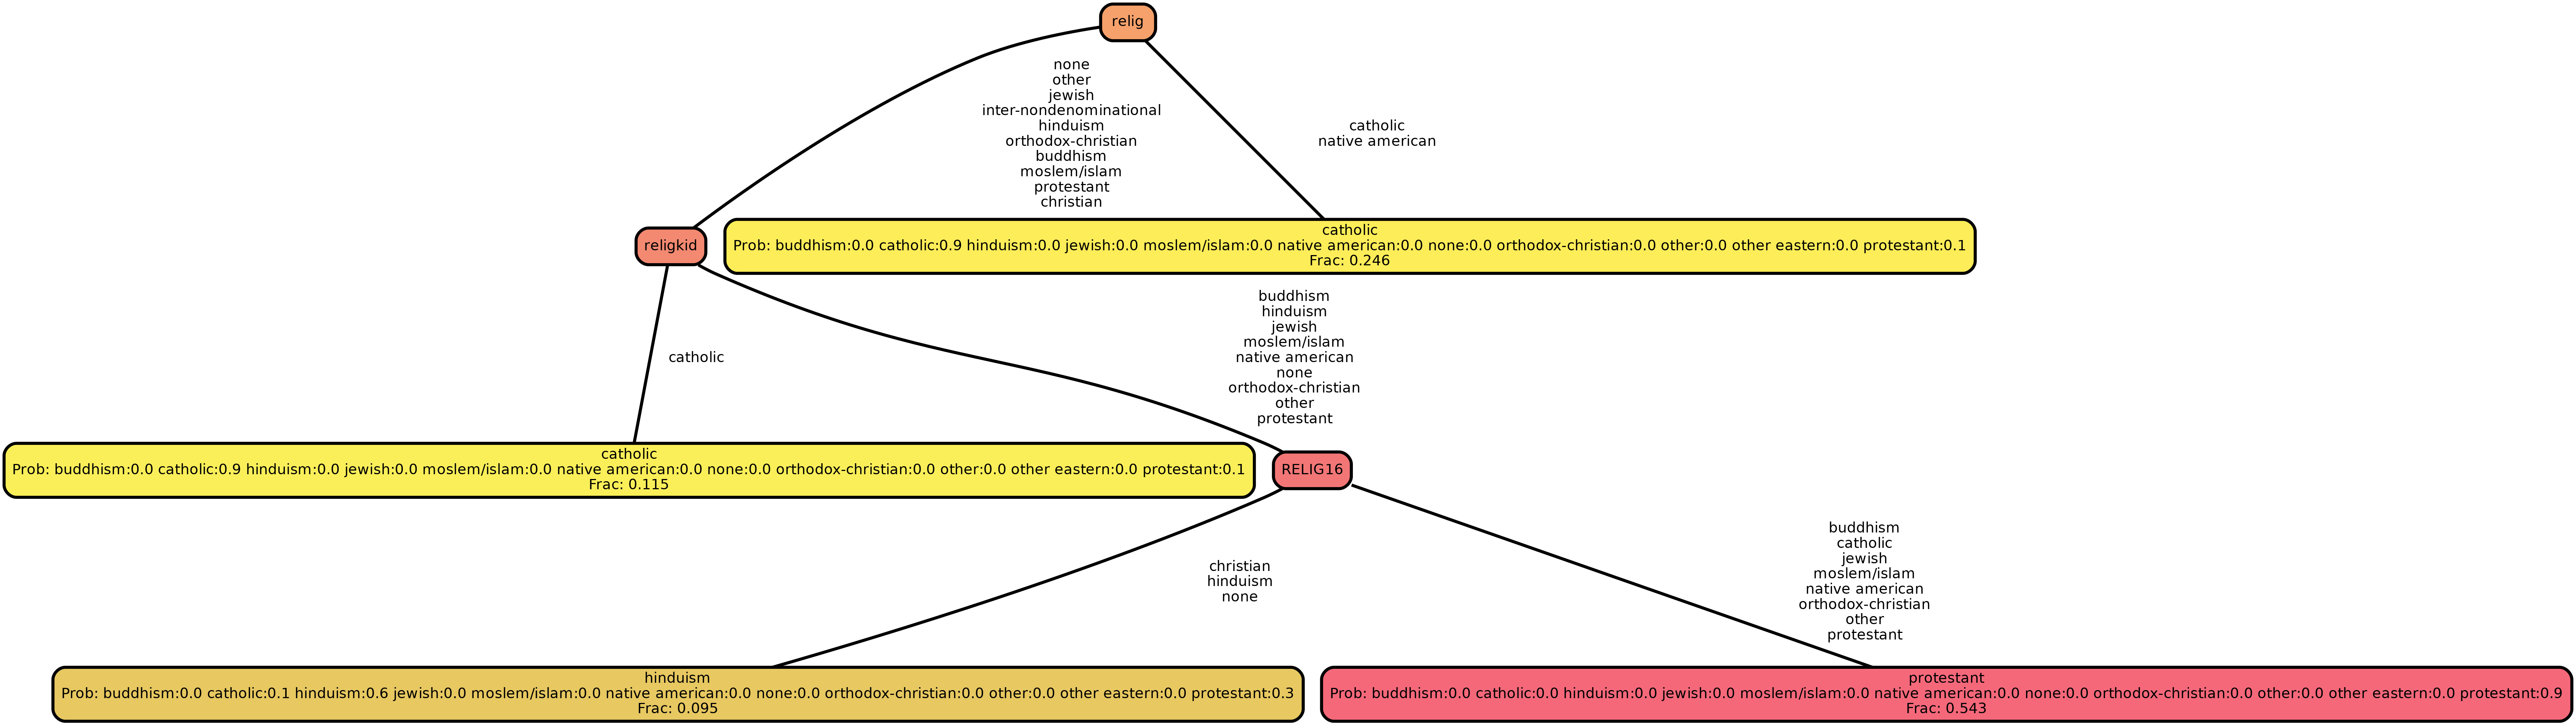 relig
none
other
jewish
inter-nondenominational
hinduism
orthodox-christian
buddhism
moslem/islam
protestant
christian
catholic
native american
religkid
catholic
Prob: buddhism:0.0 catholic:0.9 hinduism:0.0 jewish:0.0 moslem/islam:0.0 native american:0.0 none:0.0 orthodox-christian:0.0 other:0.0 other eastern:0.0 protestant:0.1
Frac: 0.246
catholic
buddhism
hinduism
jewish
moslem/islam
native american
none
orthodox-christian
other
protestant
catholic
Prob: buddhism:0.0 catholic:0.9 hinduism:0.0 jewish:0.0 moslem/islam:0.0 native american:0.0 none:0.0 orthodox-christian:0.0 other:0.0 other eastern:0.0 protestant:0.1
Frac: 0.115
RELIG16
christian
hinduism
none
buddhism
catholic
jewish
moslem/islam
native american
orthodox-christian
other
protestant
hinduism
Prob: buddhism:0.0 catholic:0.1 hinduism:0.6 jewish:0.0 moslem/islam:0.0 native american:0.0 none:0.0 orthodox-christian:0.0 other:0.0 other eastern:0.0 protestant:0.3
Frac: 0.095
protestant
Prob: buddhism:0.0 catholic:0.0 hinduism:0.0 jewish:0.0 moslem/islam:0.0 native american:0.0 none:0.0 orthodox-christian:0.0 other:0.0 other eastern:0.0 protestant:0.9
Frac: 0.543